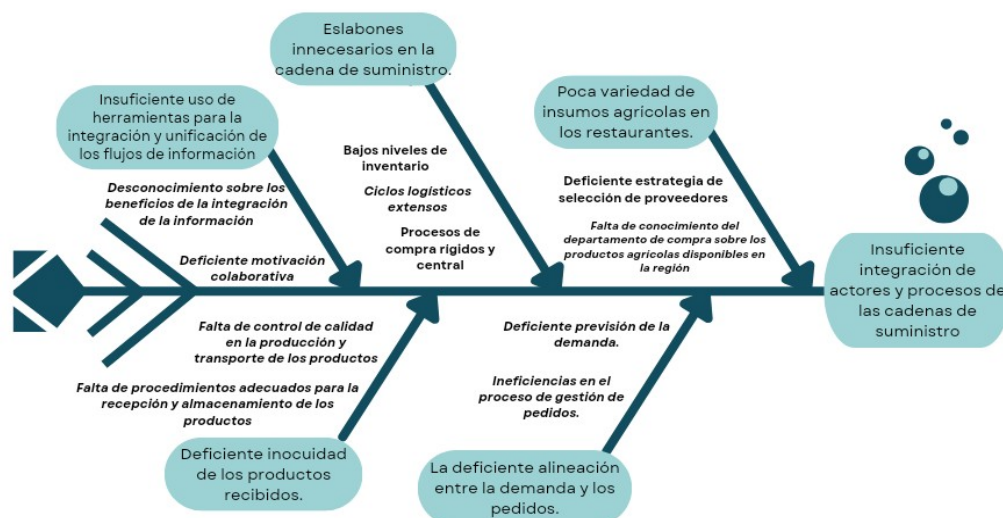 Eslabones
innecesarios en la
cadena de suministro.
Insuficiente uso de
herramientas para la
integración y unificación de
los flujos de información
Poca variedad de
insumos agrícolas en
los restaurantes.
Desconocimiento sobre los
beneficios de la integración
de la información
Deficiente motivación
colaborativa
Bajos niveles de
inventario
Ciclos logísticos
extensos
Procesos de
compra rígidos y
central
Deficiente estrategia de
selección de proveedores
Falta de conocimiento del
departamento de compra sobre los
productos agrícolas disponibles en
la región
Insuficiente
integración de
actores y procesos de
las cadenas de
suministro
Falta de control de calidad
en la producción y
transporte de los productos
Falta de procedimientos adecuados para la
recepción y almacenamiento de los
productos
Deficiente previsión de la
demanda.
Ineficiencias en el
proceso de gestión de
pedidos.
Deficiente inocuidad
de los productos
recibidos.
La deficiente alineación
entre la demanda y los
pedidos.